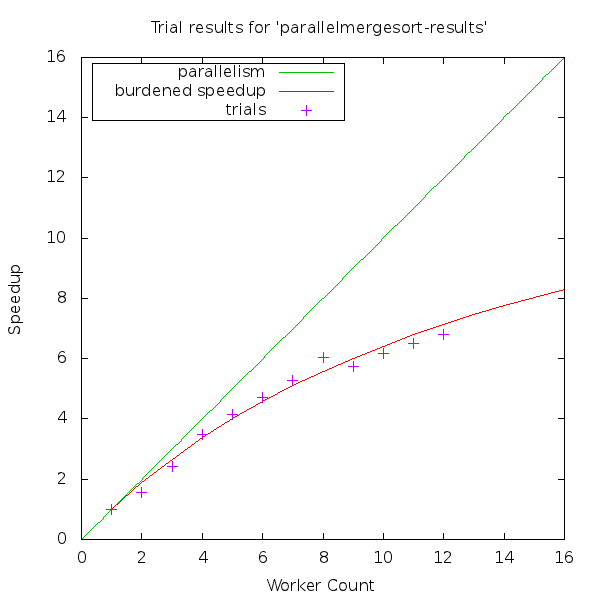 Trial results for 'parallelmergesort-results'
parallelism
burdened speedup
trials
16
14
12
10
8
6
4
2
0
Speedup
0 2 4 6 8 10 12 14 16
Worker Count